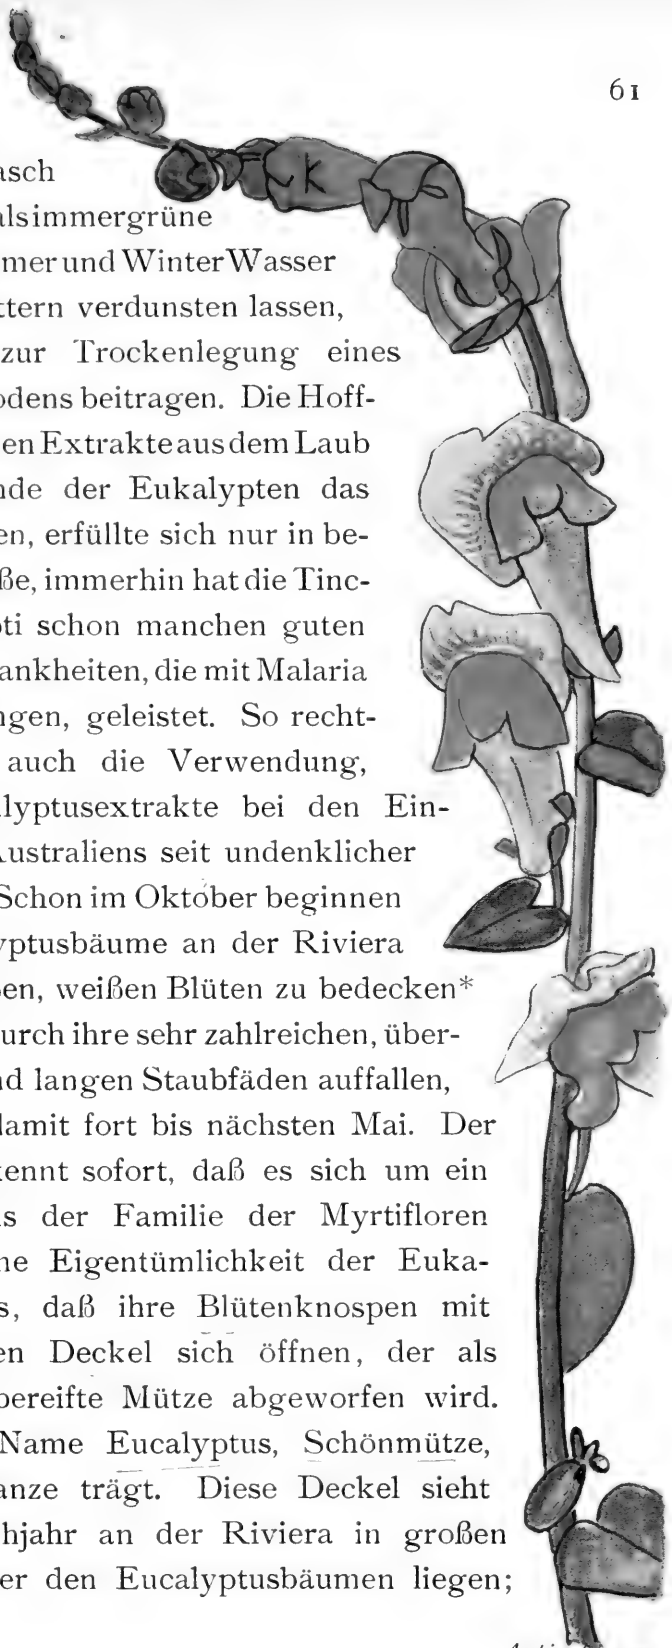 61
asch
als immergrüne
mer und Winter Wasser
ttern verdunsten lassen,
zur Trockenlegung eines
odens beitragen. Die Hoff-
en Extrakte aus dem Laub
nde der Eukalypten das
en, erfüllte sich nur in be-
ße, immerhin hat die Tinc-
ti schon manchen guten
ankheiten, die mit Malaria
ngen, geleistet. So recht-
auch die Verwendung,
lyptusextrakte bei den Ein-
Australiens seit undenklicher
Schon im Oktober beginnen
yptusbäume an der Riviera
en, weißen Blüten zu bedecken*
urch ihre sehr zahlreichen, über-
nd langen Staubfäden auffallen,
damit fort bis nächsten Mai. Der
kennt sofort, daß es sich um ein
s der Familie der Myrtifloren
ne Eigentümlichkeit der Euka-
s, daß ihre Blütenknospen mit
en Deckel sich öffnen, der als
bereifte Mütze abgeworfen wird.
Name Eucalyptus, Schönmütze,
anze trägt. Diese Deckel sieht
hjahr an der Riviera in großen
er den Eucalyptusbäumen liegen;